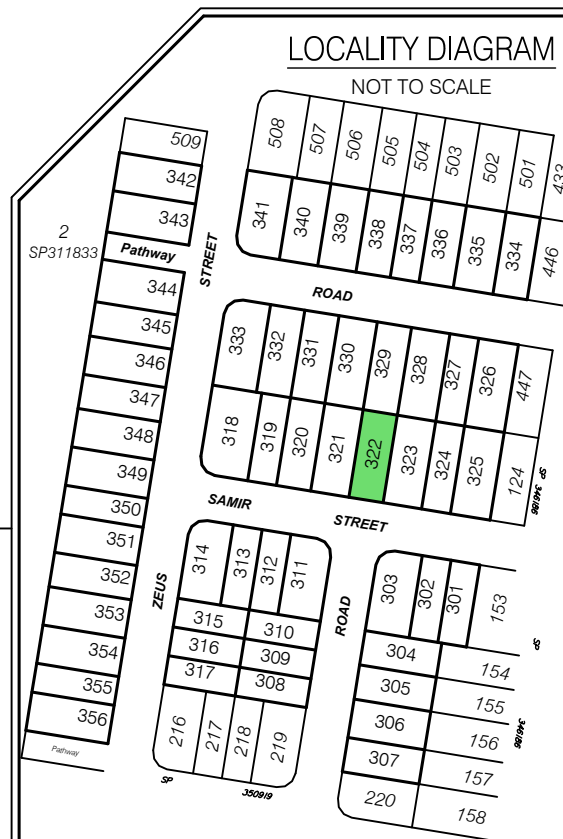 LOCALITY DIAGRAM
NOT TO SCALE
509
342
343
Pathway
2
SP311833
STREET
508 507 506 505 504 503 502 501 433
341 340 339 338 337 336 335 334 446
ROAD
344
345
346
347
348
349
350
351
352
353
354
355
356
Pathway
333 332 331 330 329 328 327 326 447
318 319 320 321 322 323 324 325 124
SP 346186
SAMIR STREET
ZEUS
ROAD
314 313 312 311
315 310
316 309
317 308
216 217 218 219
SP 350919
303 302 301 153
SP 346186
304 154
305 155
306 156
307 157
220 158